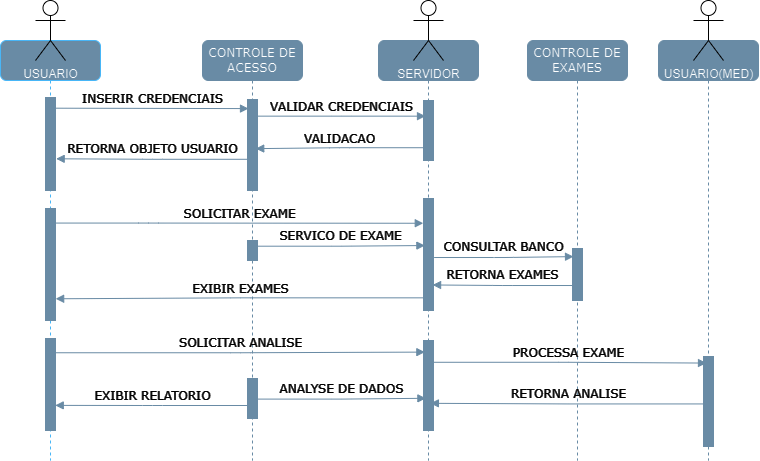 USUARIO
CONTROLE DE
ACESSO
SERVIDOR
CONTROLE DE
EXAMES
USUARIO(MED)
INSERIR CREDENCIAIS
VALIDAR CREDENCIAIS
VALIDACAO
RETORNA OBJETO USUARIO
SOLICITAR EXAME
SERVICO DE EXAME
CONSULTAR BANCO
RETORNA EXAMES
EXIBIR EXAMES
SOLICITAR ANALISE
PROCESSA EXAME
ANALYSE DE DADOS
RETORNA ANALISE
EXIBIR RELATORIO